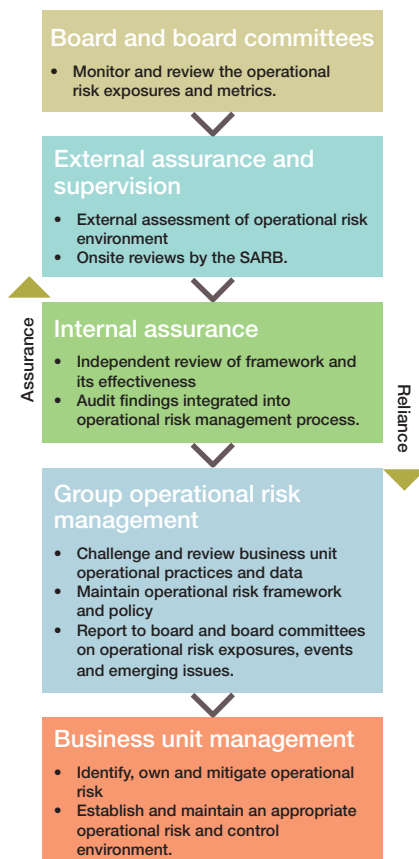 Board and board committees
• Monitor and review the operational
risk exposures and metrics.
External assurance and
supervision
• External assessment of operational risk
environment
• Onsite reviews by the SARB.
Assurance
Internal assurance
• Independent review of framework and
its effectiveness
• Audit findings integrated into
operational risk management process.
Reliance
Group operational risk
management
• Challenge and review business unit
operational practices and data
• Maintain operational risk framework
and policy
• Report to board and board committees
on operational risk exposures, events
and emerging issues.
Business unit management
• Identify, own and mitigate operational
risk
• Establish and maintain an appropriate
operational risk and control
environment.